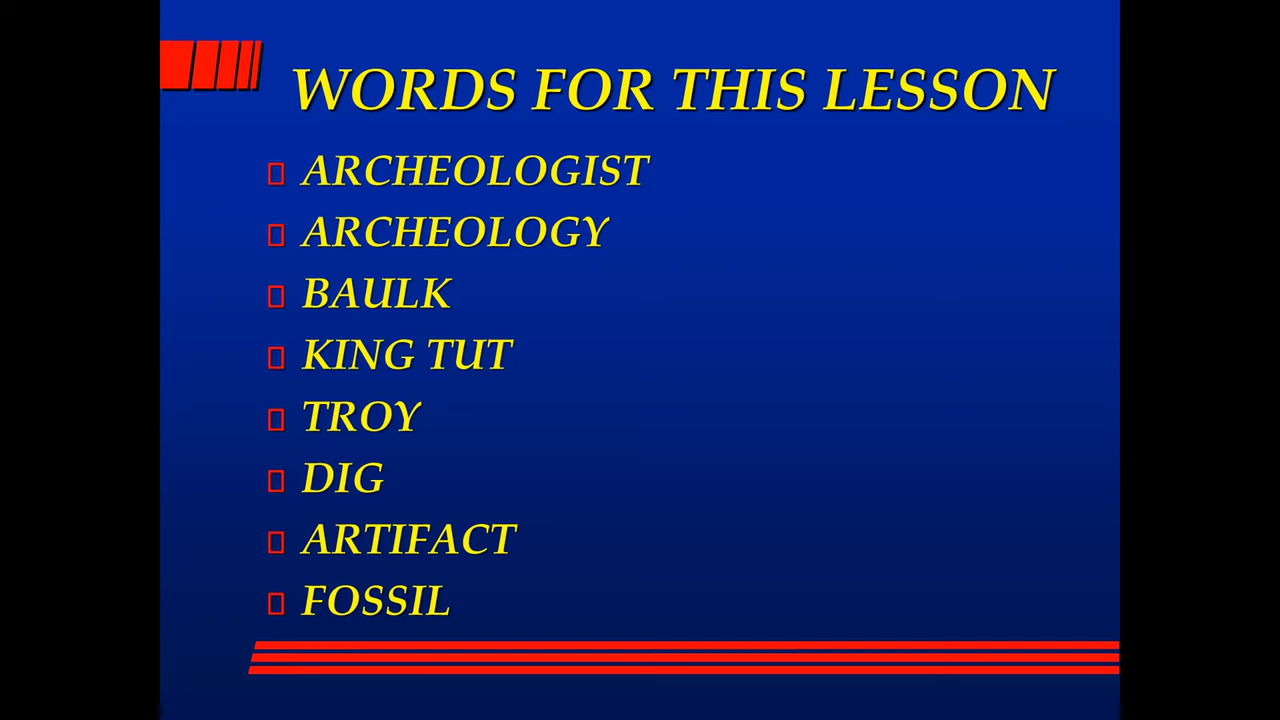 WORDS FOR THIS LESSON
ARCHEOLOGIST
ARCHEOLOGY
BAULK
KING TUT
TROY
DIG
ARTIFACT
FOSSIL